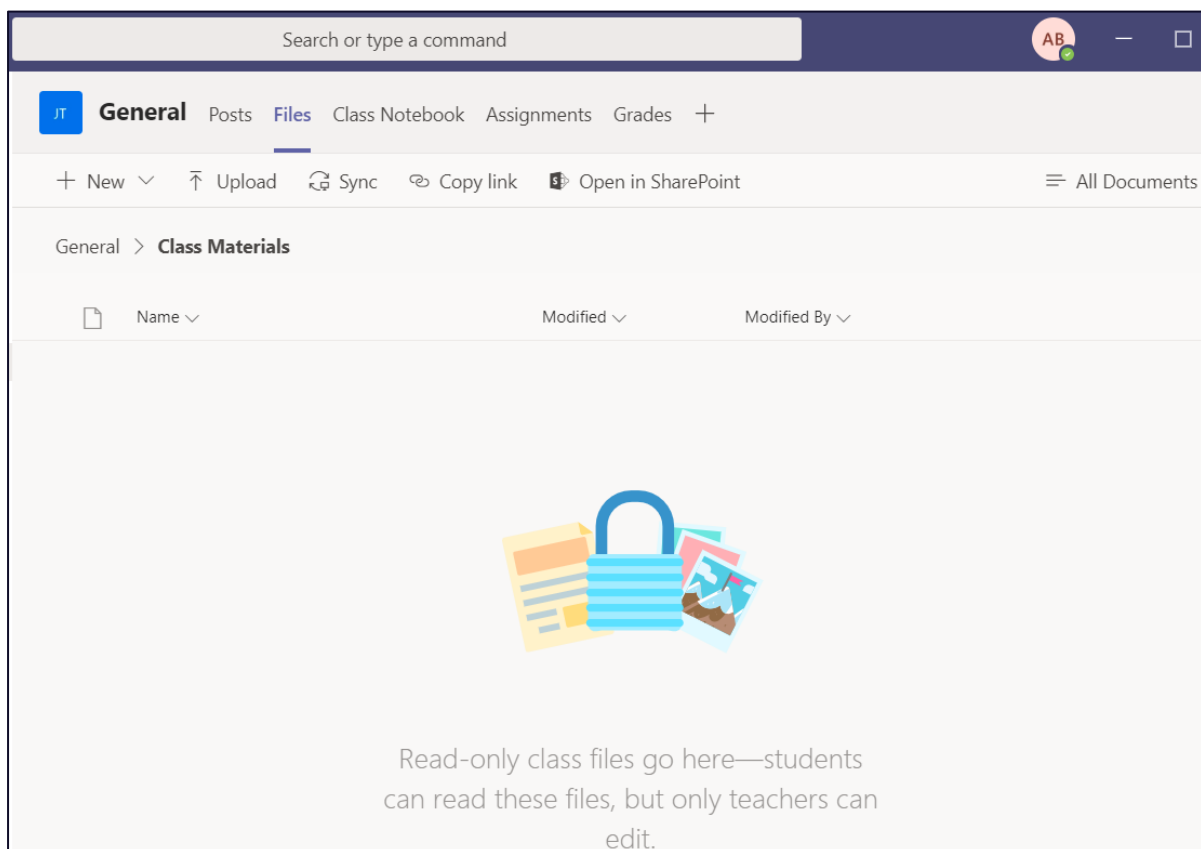 Search or type a command
AB
JT General Posts Files Class Notebook Assignments Grades
New Upload Sync Copy link Open in SharePoint All Documents
General > Class Materials
Name Modified Modified By
Read-only class files go here—students
can read these files, but only teachers can
edit.